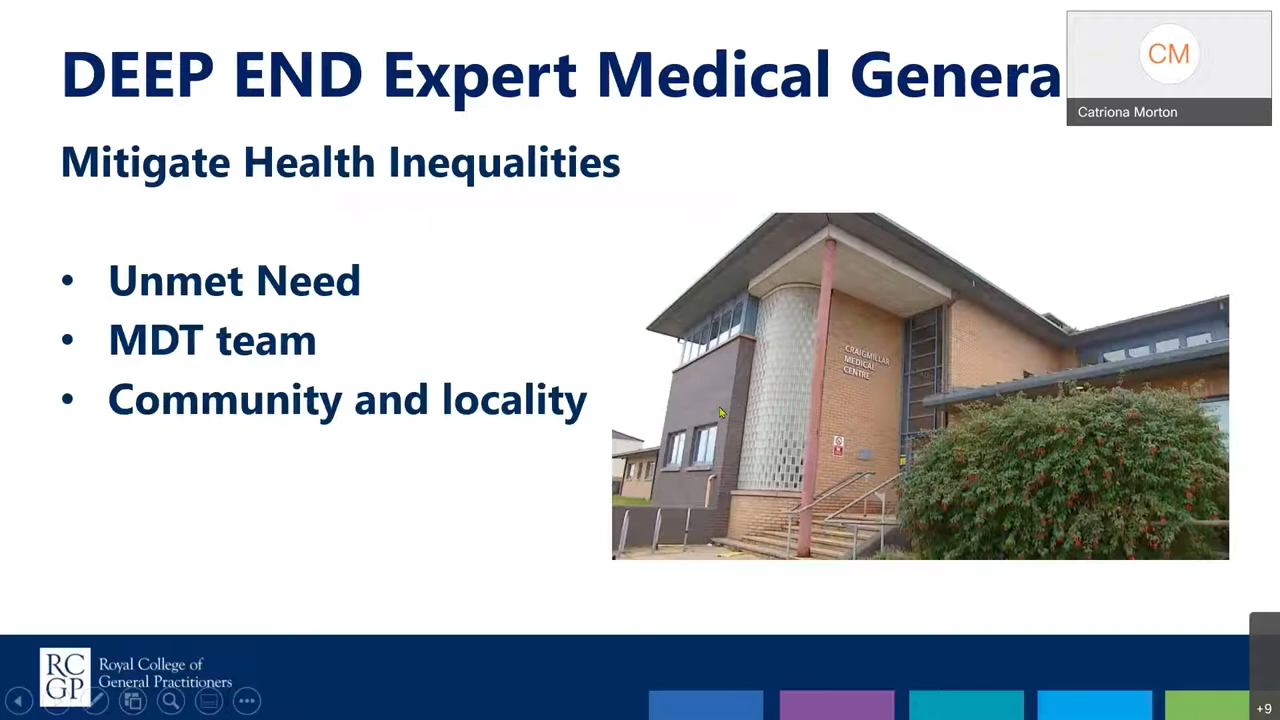 DEEP END Expert Medical Genera
CM
Catriona Morton
Mitigate Health Inequalities
• Unmet Need
• MDT team
• Community and locality
CRAIGMILLAR
MEDICAL
CENTRE
RC
GP
Royal College of
General Practitioners
+9